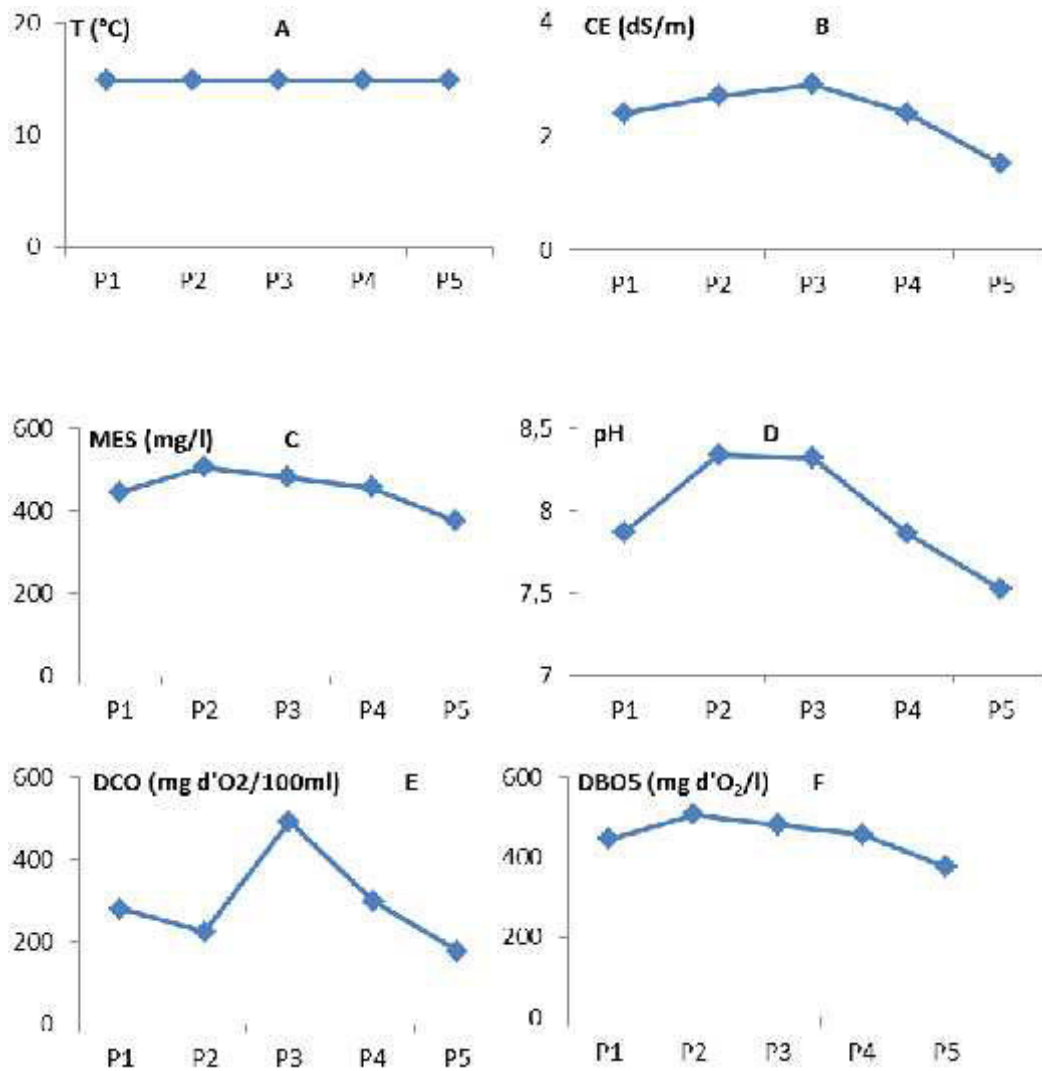 T (°C) A
20
10
0
P1 P2 P3 P4 P5
CE (dS/m) B
4
2
0
P1 P2 P3 P4 P5
MES (mg/l) C
600
400
200
0
P1 P2 P3 P4 P5
pH D
8,5
8
7,5
7
P1 P2 P3 P4 P5
DCO (mg d'O2/100ml) E
600
400
200
0
P1 P2 P3 P4 P5
DBO5 (mg d'O₂/l) F
600
400
200
0
P1 P2 P3 P4 P5